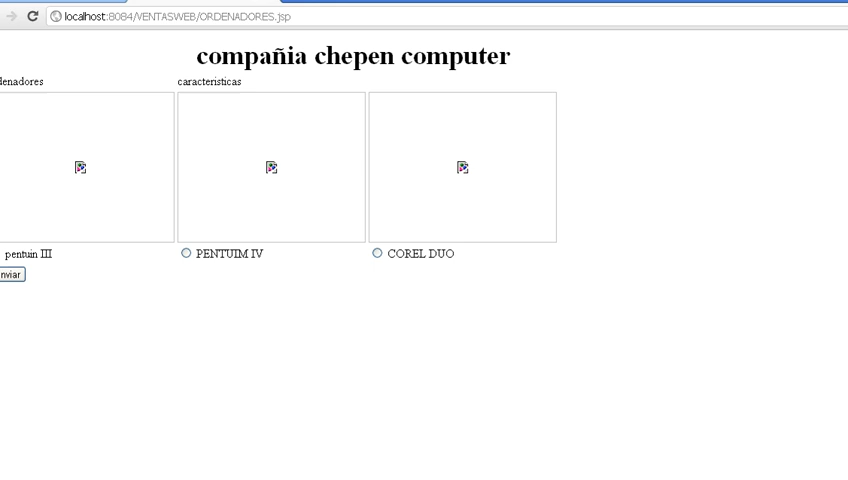 localhost:8084/VENTASWEB/ORDENADORES.jsp
compañia chepen computer
denadores caracteristicas
pentuin III PENTUIM IV COREL DUO
nviar